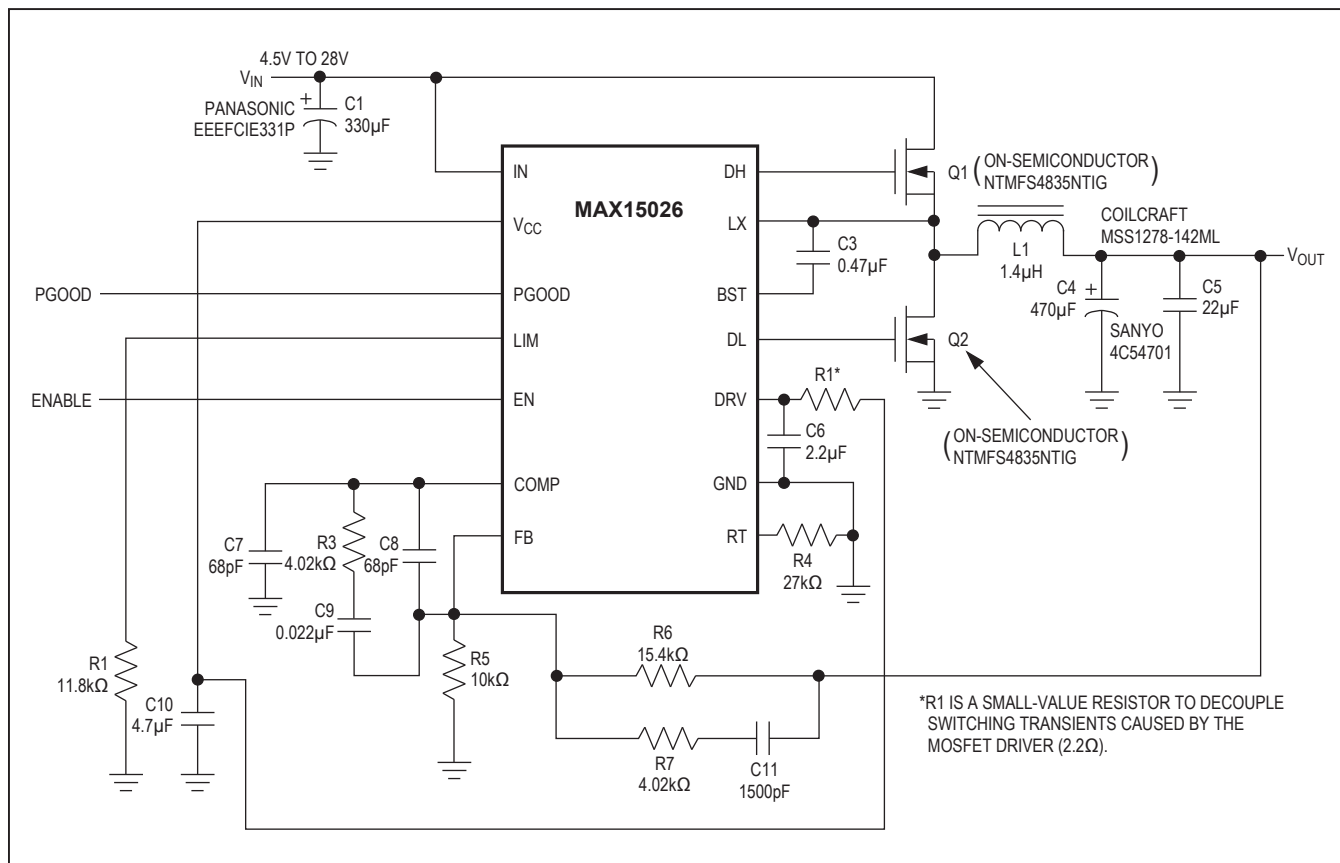 4.5V TO 28V
VIN
PANASONIC
EEEFCIE331P
+
C1
330µF
IN
VCC
PGOOD
PGOOD
LIM
ENABLE
EN
COMP
FB
MAX15026
DH
LX
BST
DL
DRV
GND
RT
Q1
(ON-SEMICONDUCTOR
NTMFS4835NTIG)
COILCRAFT
MSS1278-142ML
L1
1.4µH
VOUT
C3
0.47µF
C4
470µF
+
SANYO
4C54701
C5
22µF
Q2
(ON-SEMICONDUCTOR
NTMFS4835NTIG)
R1*
C6
2.2µF
R4
27kΩ
C7
68pF
R3
4.02kΩ
C8
68pF
C9
0.022µF
R5
10kΩ
R6
15.4kΩ
R7
4.02kΩ
C11
1500pF
R1
11.8kΩ
C10
4.7µF
*R1 IS A SMALL-VALUE RESISTOR TO DECOUPLE
SWITCHING TRANSIENTS CAUSED BY THE
MOSFET DRIVER (2.2Ω).